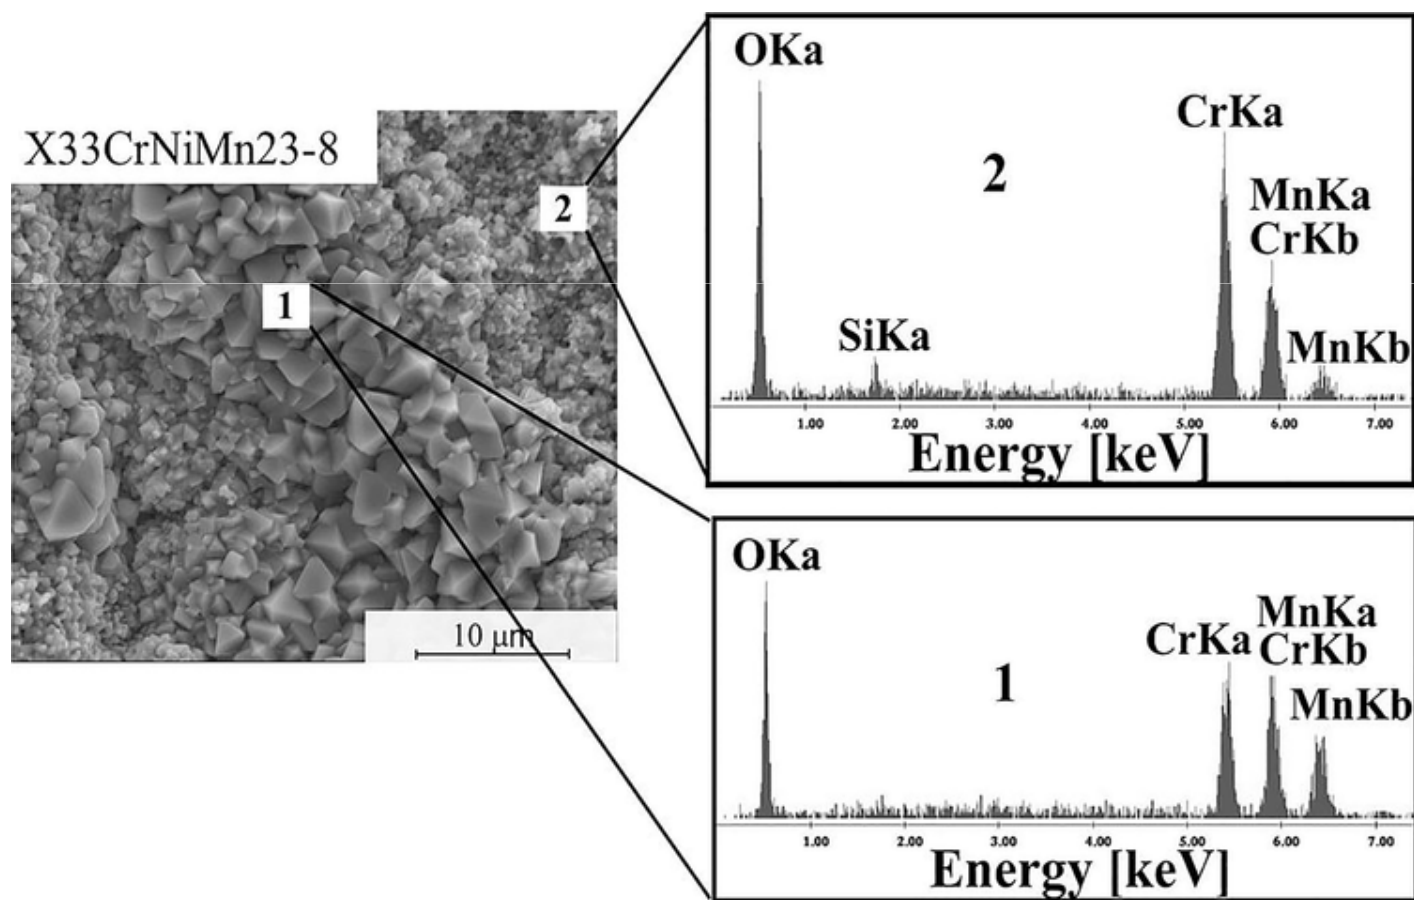 X33CrNiMn23-8
2
1
10 μm
OKa
CrKa
2
MnKa
CrKb
SiKa
MnKb
1.00 2.00 3.00 4.00 5.00 6.00 7.00
Energy [keV]
OKa
MnKa
CrKa CrKb
1
MnKb
1.00 2.00 3.00 4.00 5.00 6.00 7.00
Energy [keV]